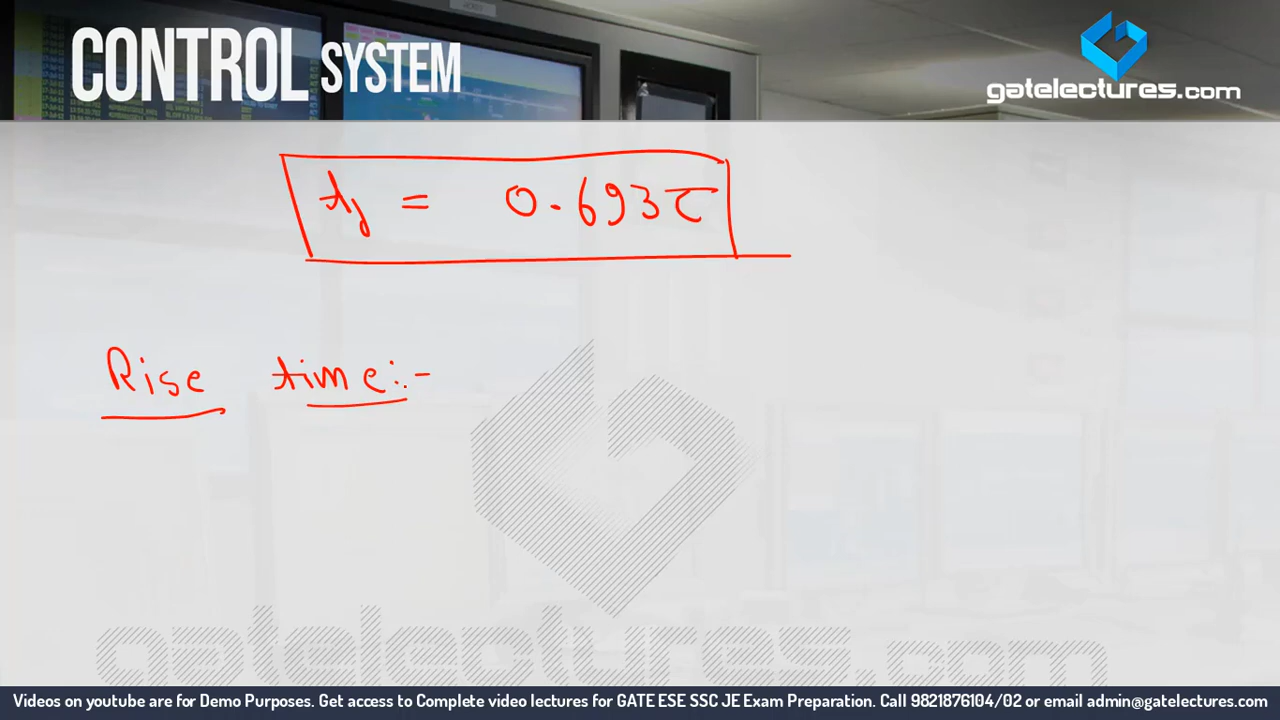 CONTROL SYSTEM
gatelectures.com
td = 0.693τ
Rise time:-
gatelectures.com
Videos on youtube are for Demo Purposes. Get access to Complete video lectures for GATE ESE SSC JE Exam Preparation. Call 9821876104/02 or email admin@gatelectures.com